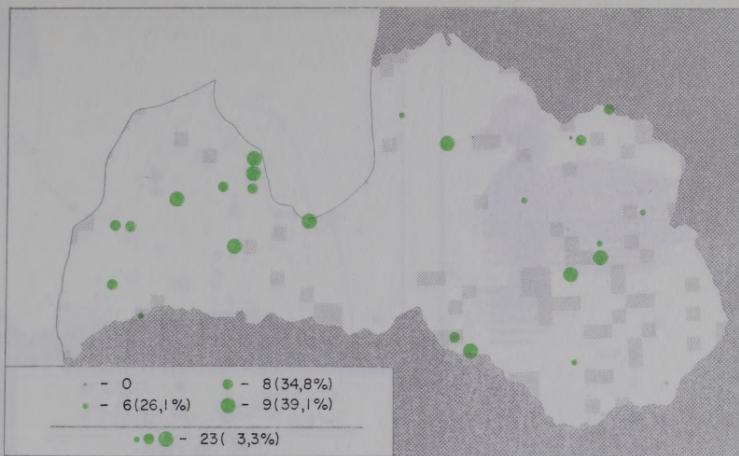 - 0 - 8(34,8%)
- 6(26,1%) - 9(39,1%)
- 23( 3,3%)